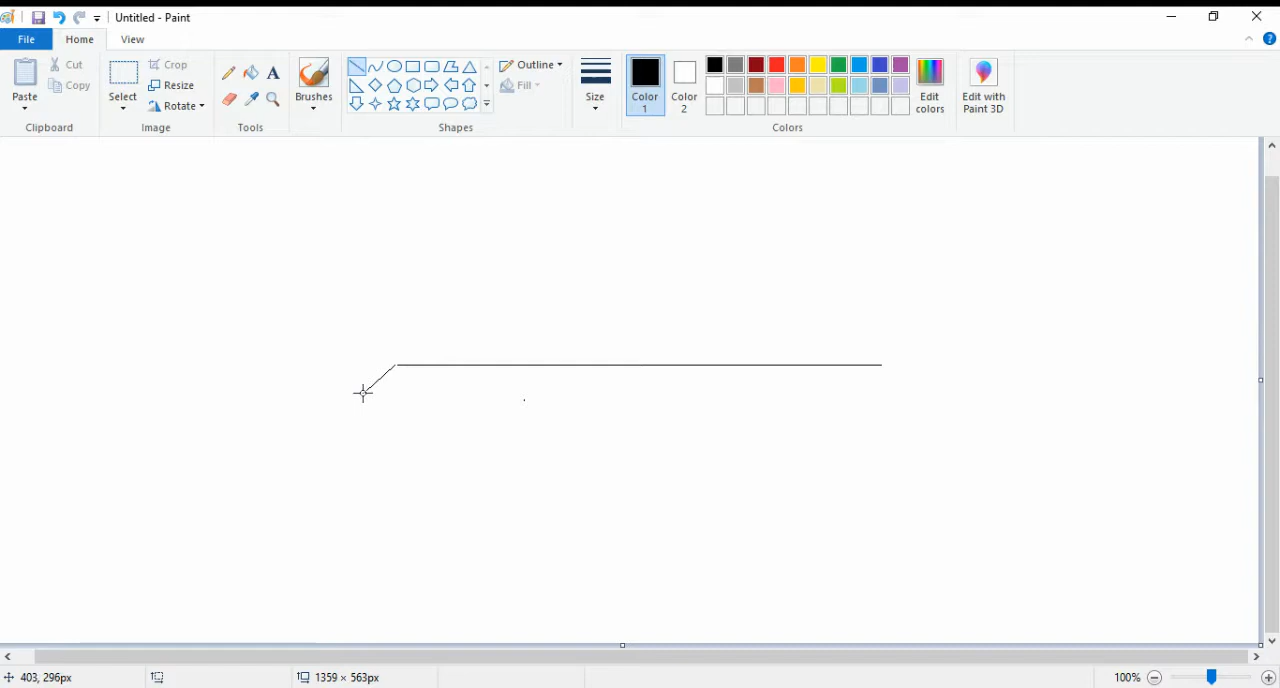 Untitled - Paint
File Home View
Paste
Cut
Copy
Clipboard
Select
Crop
Resize
Rotate
Image
A
Tools
Brushes
Outline
Fill
Shapes
Size
Color
1
Color
2
Edit
colors
Colors
Edit with
Paint 3D
403, 296px
1359 × 563px
100%